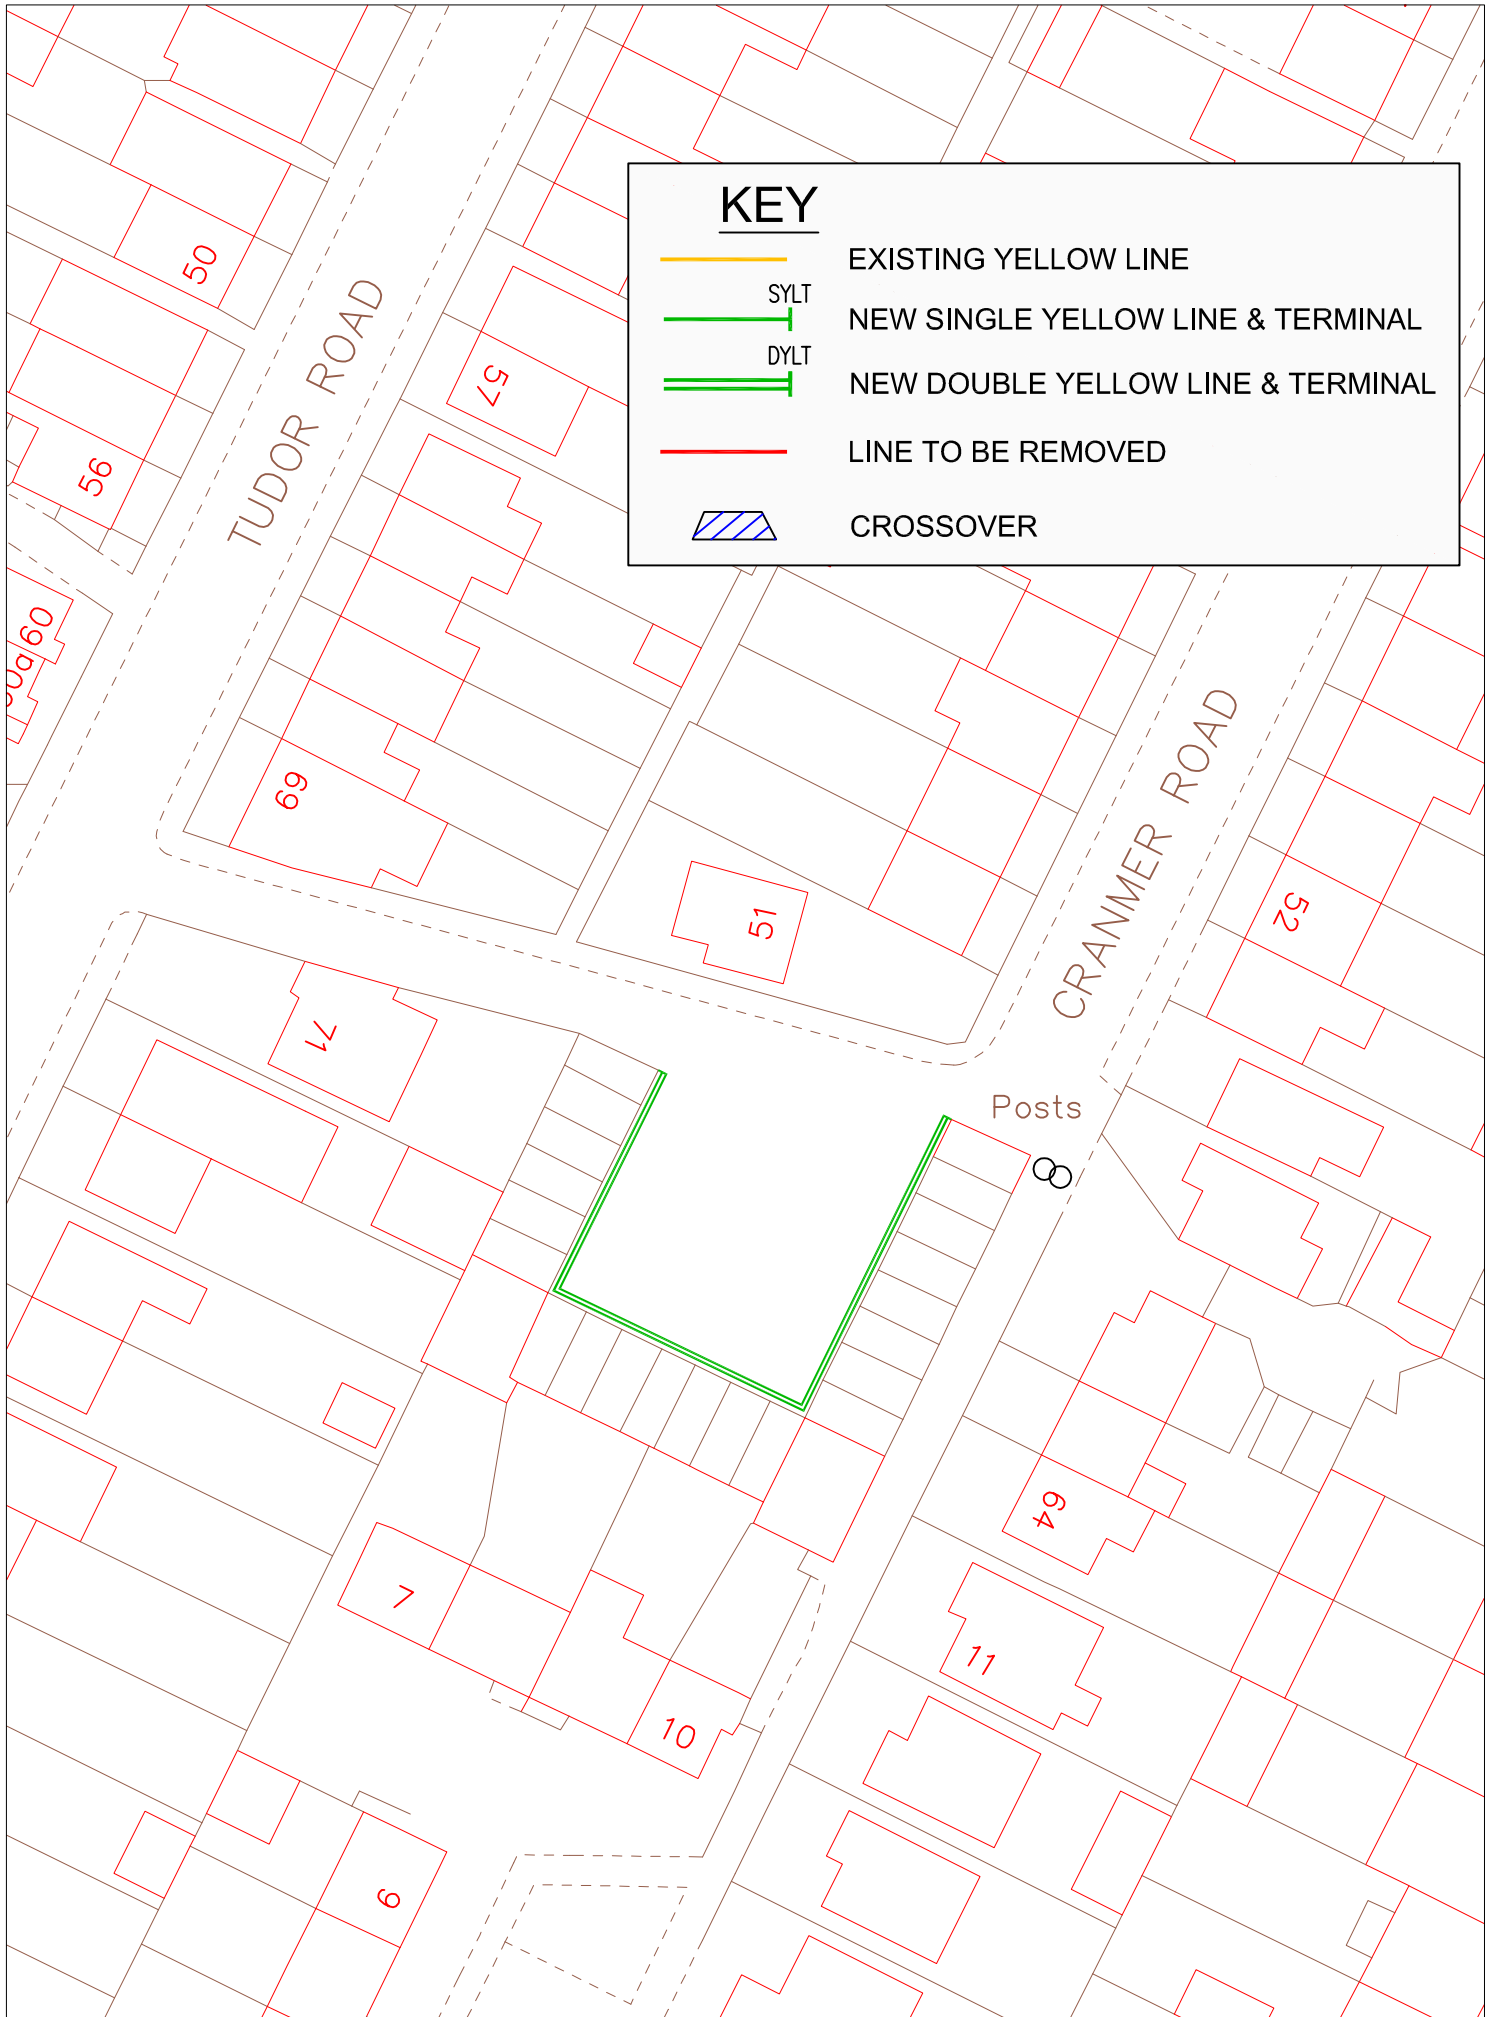 KEY
EXISTING YELLOW LINE
SYLT
NEW SINGLE YELLOW LINE & TERMINAL
DYLT
NEW DOUBLE YELLOW LINE & TERMINAL
LINE TO BE REMOVED
CROSSOVER
50
TUDOR ROAD
57
56
60
69
51
CRANMER ROAD
52
71
Posts
64
7
11
10
9